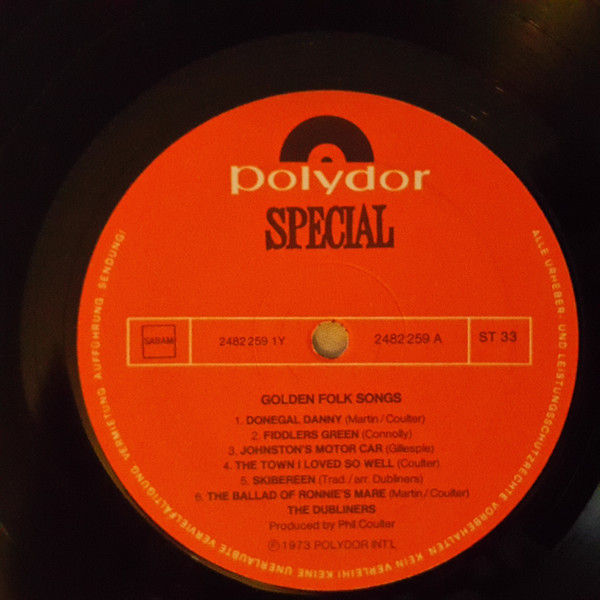 polydor
SPECIAL
SABAM
2482 259 1Y
2482 259 A
ST 33
GOLDEN FOLK SONGS
1. DONEGAL DANNY (Martin/Coulter)
2. FIDDLERS GREEN (Connolly)
3. JOHNSTON'S MOTOR CAR (Gillespie)
4. THE TOWN I LOVED SO WELL (Coulter)
5. SKIBEREEN (Trad./arr. Dubliners)
6. THE BALLAD OF RONNIE'S MARE (Martin/Coulter)
THE DUBLINERS
Produced by Phil Coulter
Ⓟ 1973 POLYDOR INT'L
ALLE URHEBER- UND LEISTUNGSSCHUTZRECHTE VORBEHALTEN KEIN VERLEIH! KEINE UNERLAUBTE VERVIELFÄLTIGUNG, VERMIETUNG, AUFFÜHRUNG, SENDUNG!